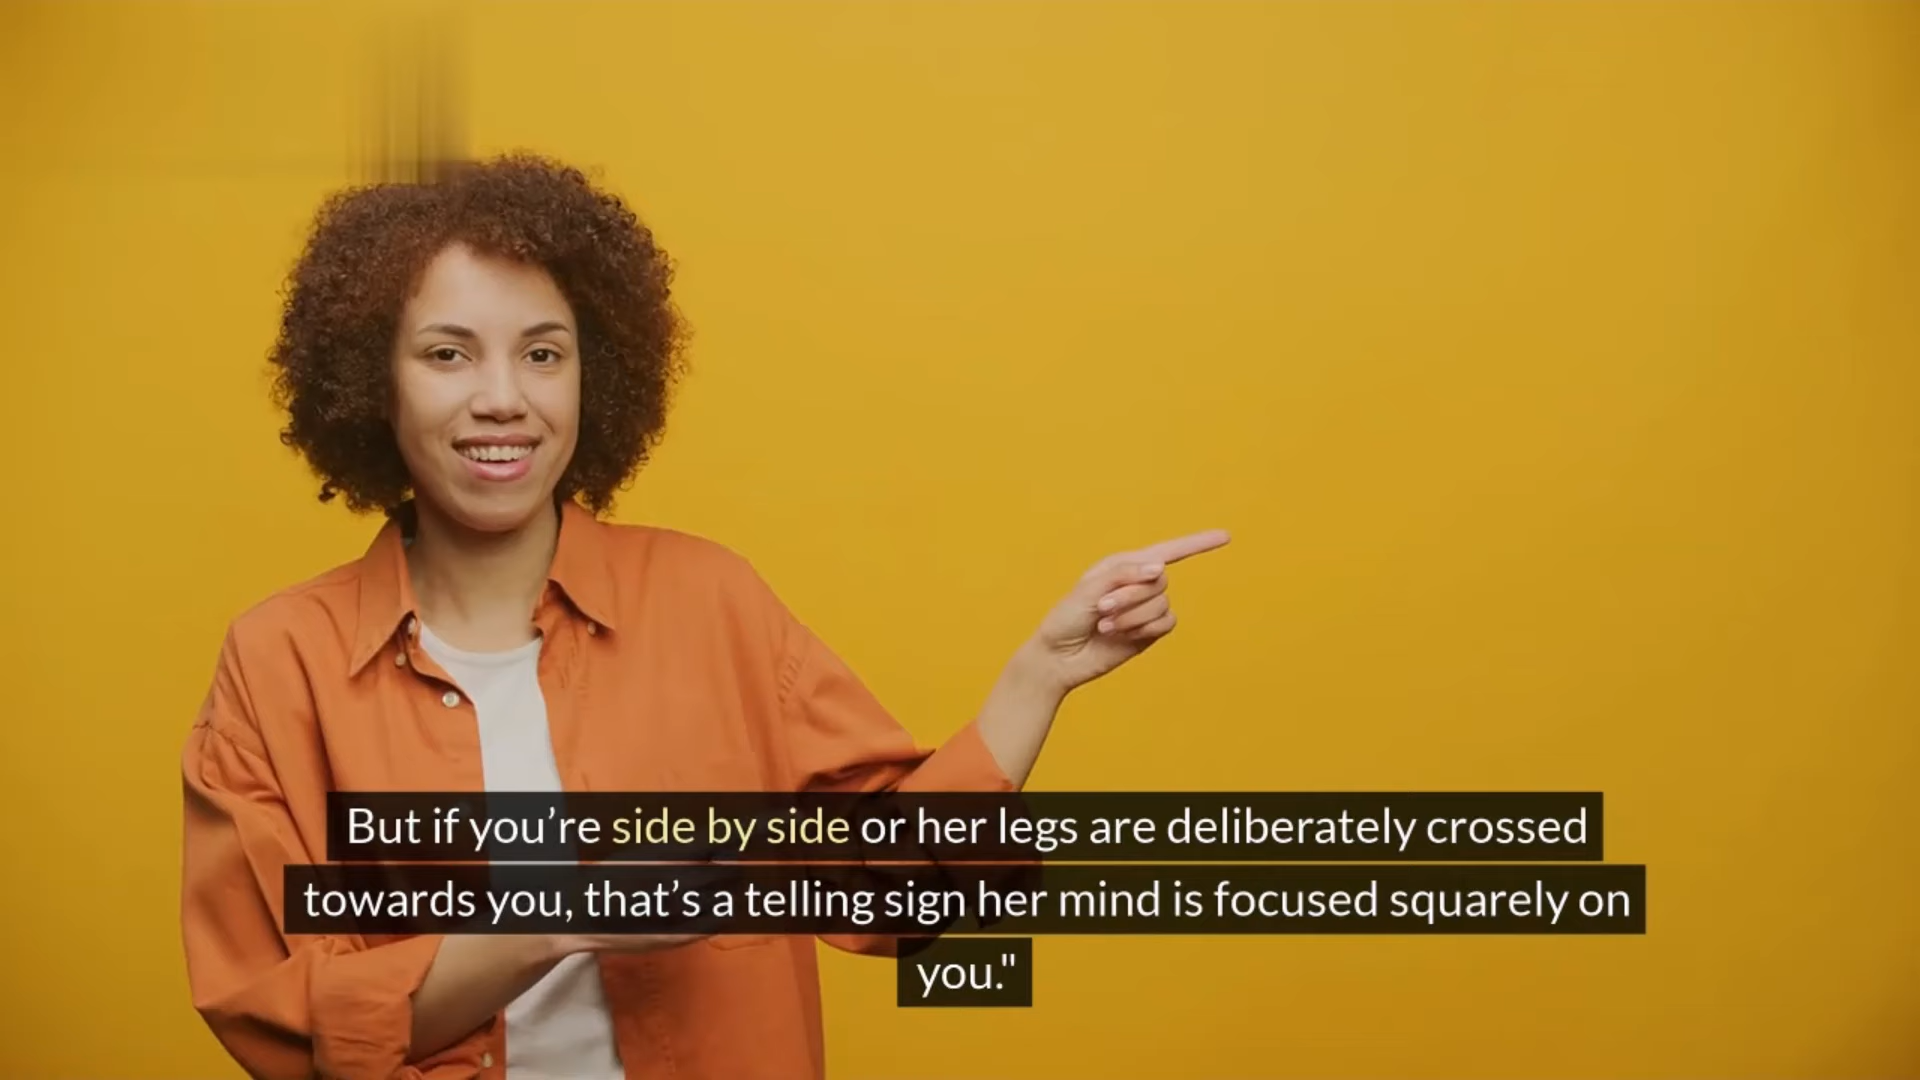 But if you’re side by side or her legs are deliberately crossed
towards you, that’s a telling sign her mind is focused squarely on
you."